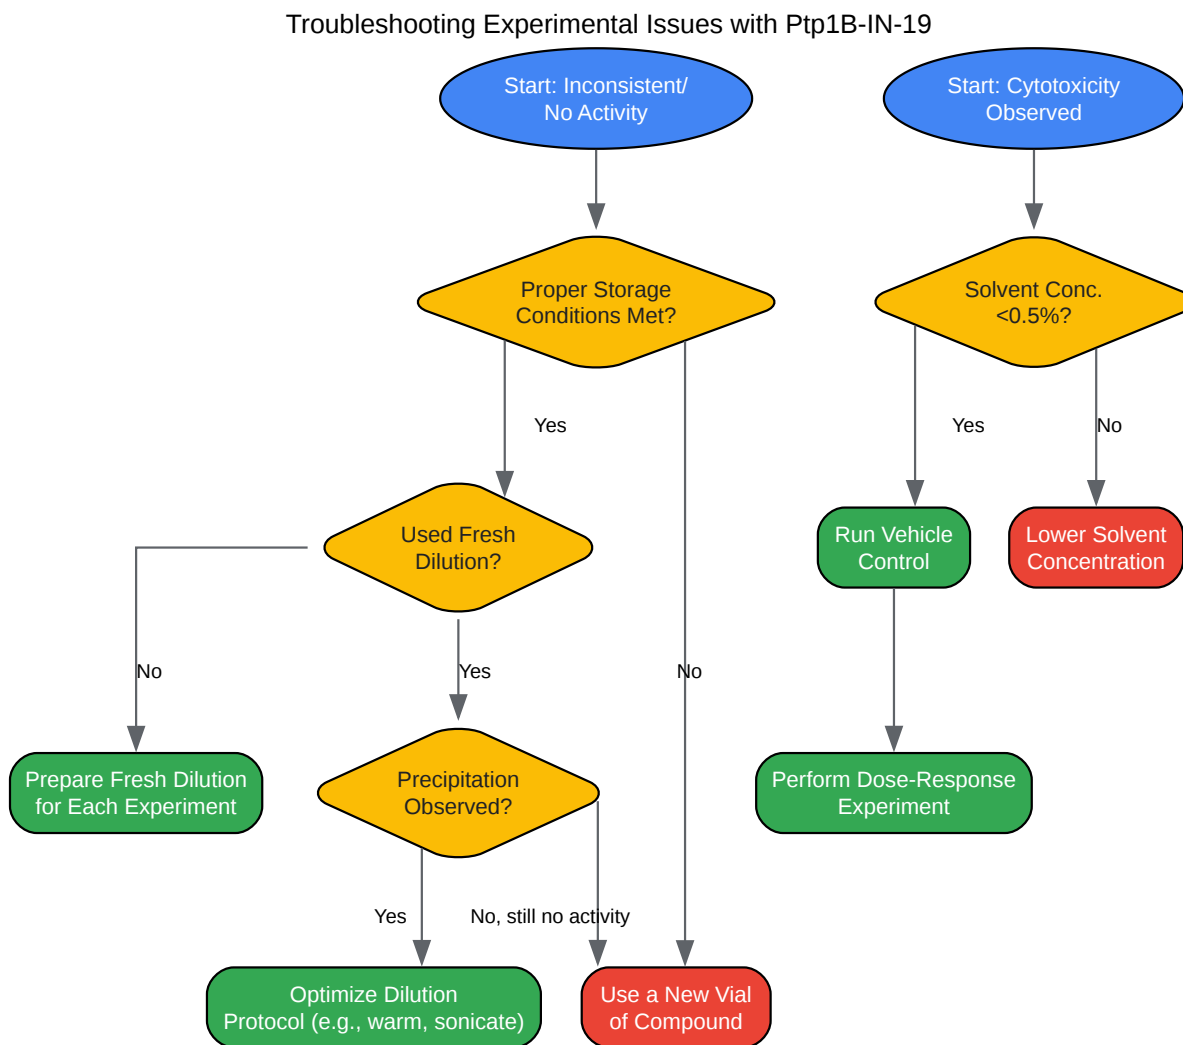 Troubleshooting Experimental Issues with Ptp1B-IN-19
Start: Inconsistent/
No Activity
Start: Cytotoxicity
Observed
Proper Storage
Conditions Met?
Solvent Conc.
<0.5%?
Yes
Yes
No
Used Fresh
Dilution?
Run Vehicle
Control
Lower Solvent
Concentration
No
Yes
No
Prepare Fresh Dilution
for Each Experiment
Precipitation
Observed?
Perform Dose-Response
Experiment
Yes
No, still no activity
Optimize Dilution
Protocol (e.g., warm, sonicate)
Use a New Vial
of Compound